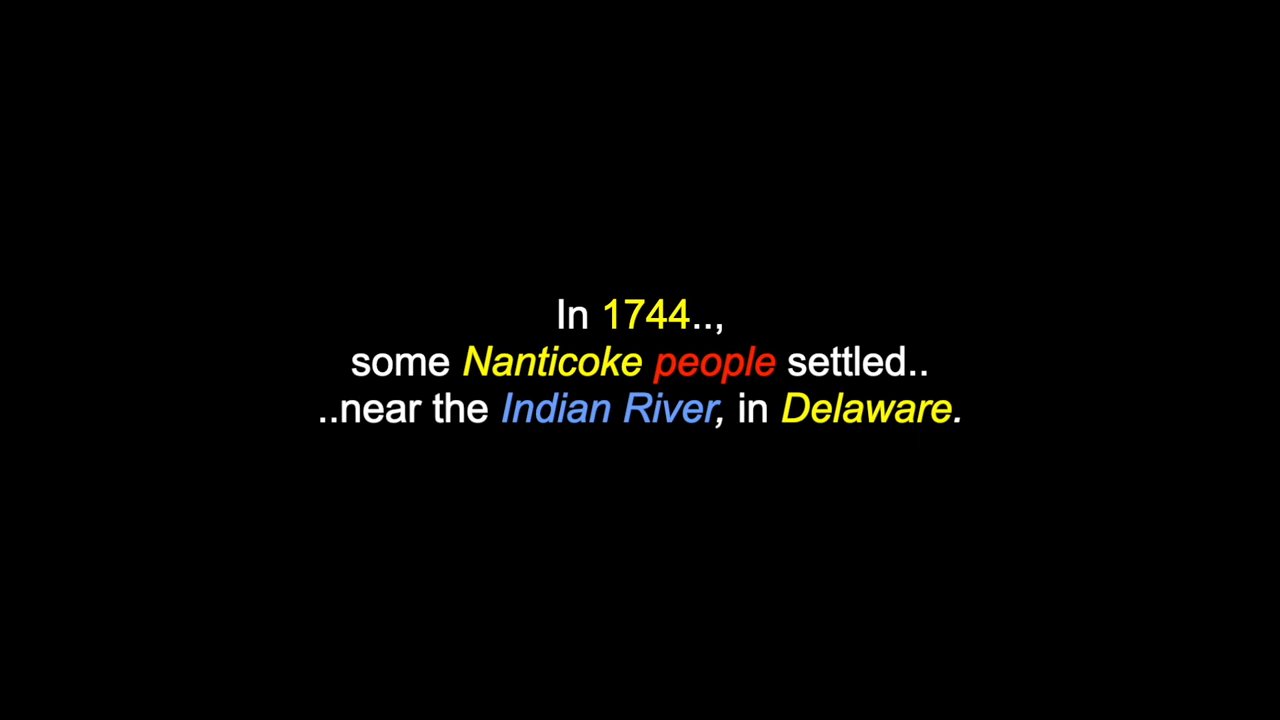 In 1744..,
some Nanticoke people settled..
..near the Indian River, in Delaware.